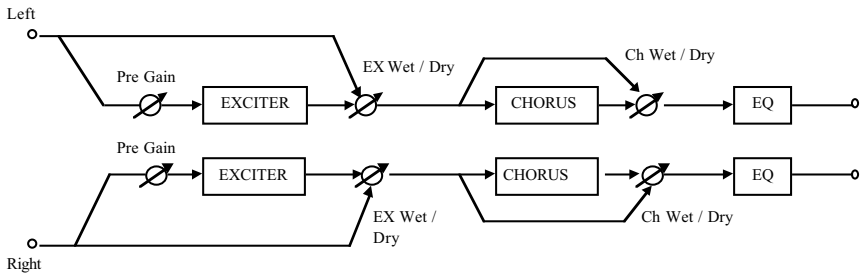 Left
EX Wet / Dry
Ch Wet / Dry
Pre Gain
EXCITER
CHORUS
EQ
Pre Gain
EXCITER
CHORUS
EQ
EX Wet /
Dry
Ch Wet / Dry
Right